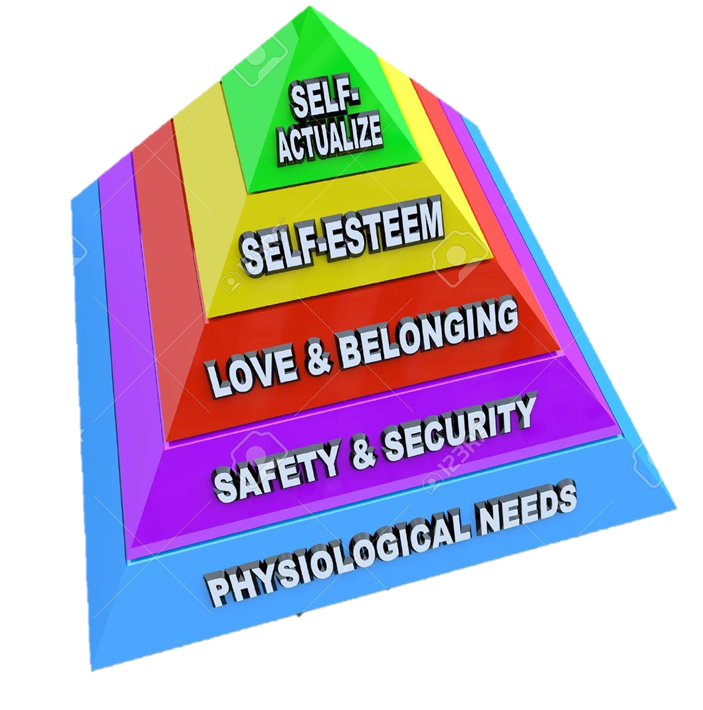 SELF-
ACTUALIZE
SELF-ESTEEM
LOVE & BELONGING
SAFETY & SECURITY
PHYSIOLOGICAL NEEDS